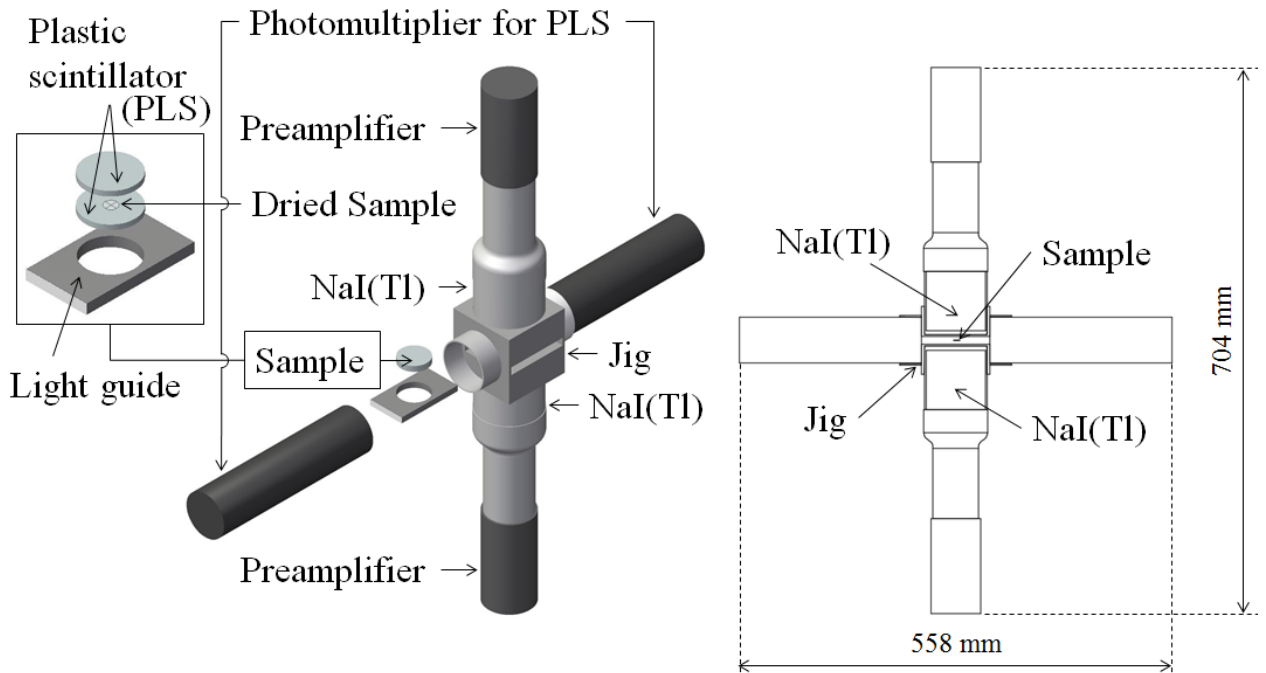 Photomultiplier for PLS
Plastic
scintillator
(PLS)
Preamplifier
Dried Sample
NaI(Tl)
Sample
Jig
Light guide
NaI(Tl)
Preamplifier
NaI(Tl)
Sample
Jig
NaI(Tl)
704 mm
558 mm